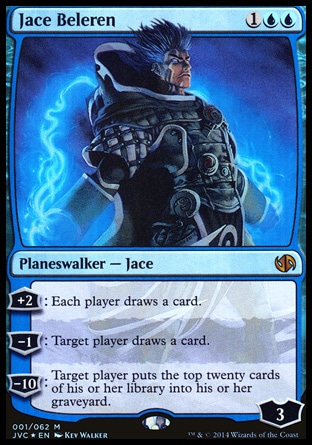 Jace Beleren 1
Planeswalker — Jace
+2: Each player draws a card.
-1: Target player draws a card.
-10: Target player puts the top twenty cards
of his or her library into his or her
graveyard.
3
001/062 M
JVC ★ EN Kev Walker
™ & © 2014 Wizards of the Coast